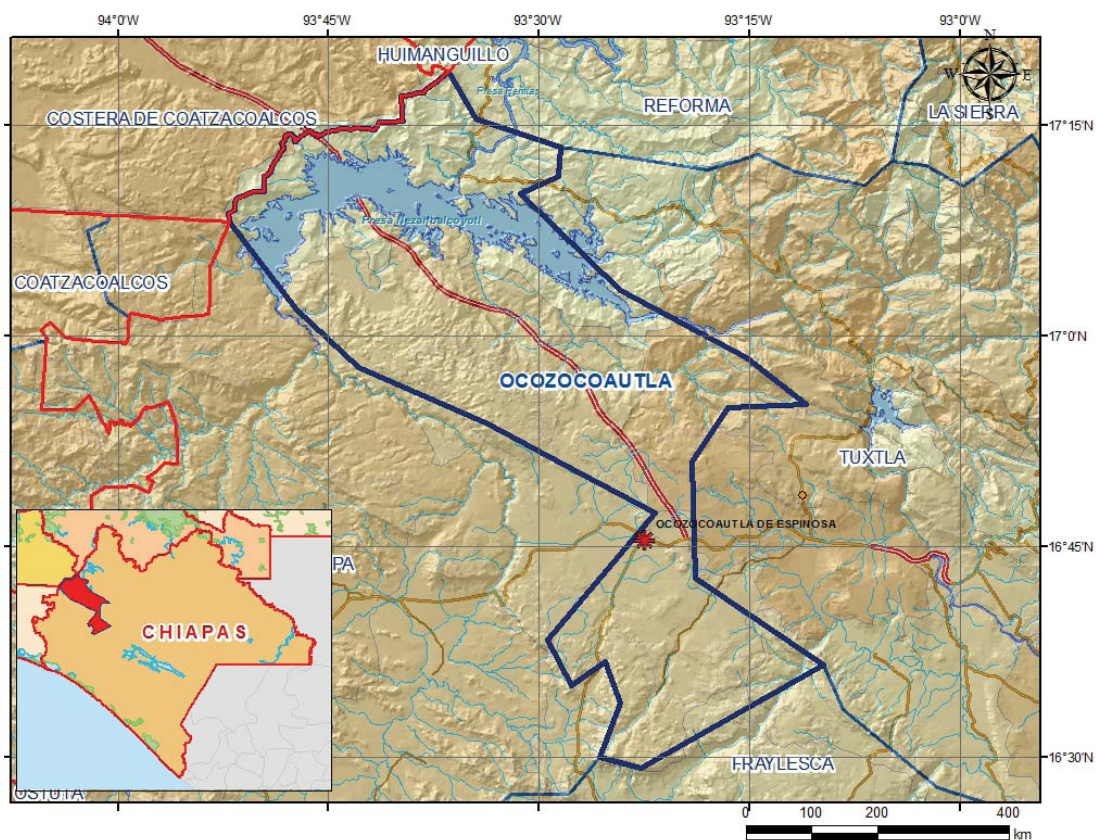 94°0'W 93°45'W 93°30'W 93°15'W 93°0'W
N
W E
S
HUIMANGUILLO
Presa Peñitas
REFORMA
LA SIERRA
COSTERA DE COATZACOALCOS
17°15'N
Presa Nezahualcoyotl
COATZACOALCOS
17°0'N
OCOZOCOAUTLA
TUXTLA
OCOZOCOAUTLA DE ESPINOSA
16°45'N
PA
CHIAPAS
16°30'N
FRAYLESCA
OSTUTA
0 100 200 400
km